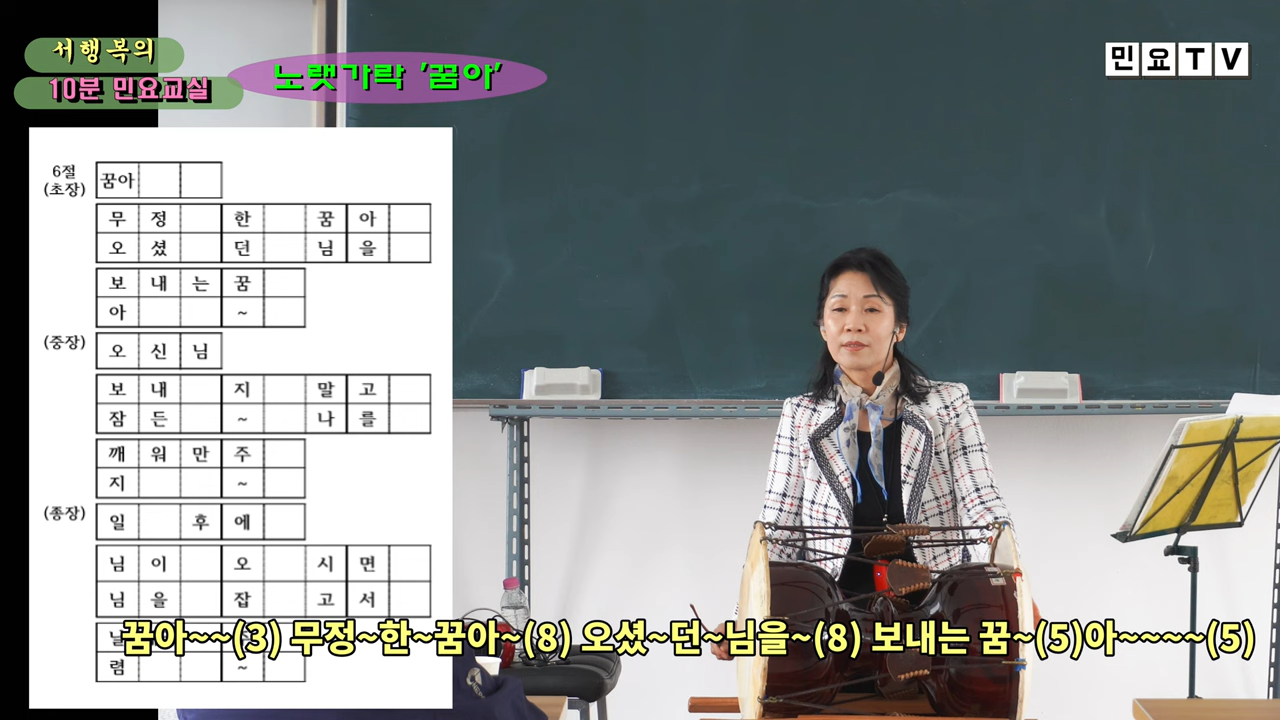 서행복의
10분 민요교실
노랫가락 '꿈아'
민요TV
6절
(초장)
꿈아
무 정 한 꿈 아
오 셨 던 님 을
보 내 는 꿈
아 ~
(중장)
오 신 님
보 내 지 말 고
잠 든 ~ 나 를
깨 워 만 주
지 ~
(종장)
일 후 에
님 이 오 시 면
님 을 잡 고 서
꿈아~~(3) 무정~한~꿈아~(8) 오셨~던~님을~(8) 보내는 꿈~(5)아~~~~(5)
렴 ~